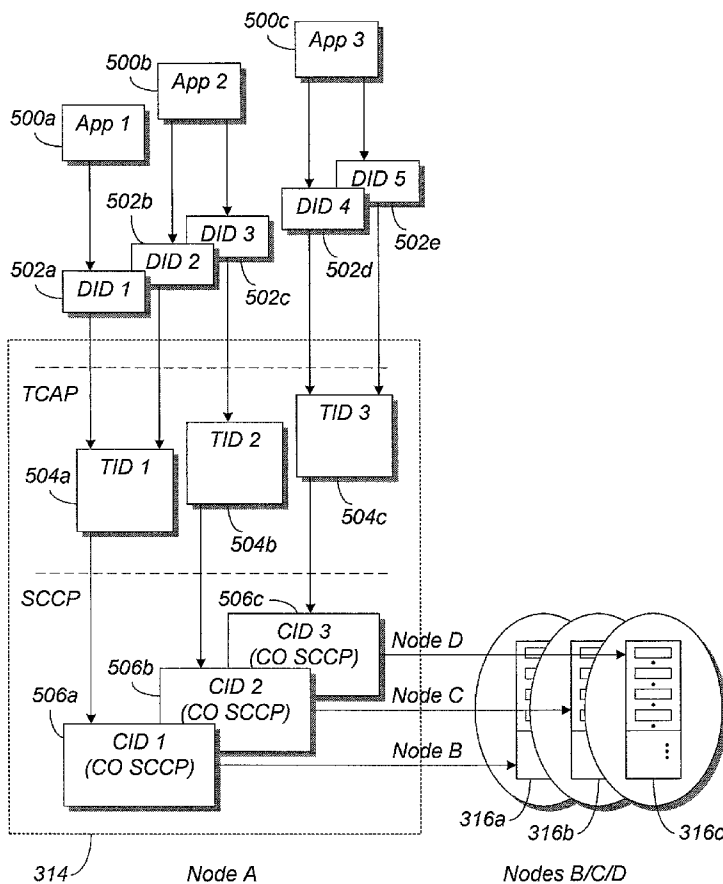 500c
App 3
500b
App 2
500a
App 1
DID 5
502b
DID 4
502e
DID 3
502d
502a
DID 2
502c
DID 1
TCAP
TID 3
TID 2
504a
TID 1
504c
504b
SCCP
506c
CID 3
(CO SCCP)
Node D
506b
CID 2
(CO SCCP)
Node C
506a
CID 1
(CO SCCP)
Node B
316a
316b
316c
314
Node A
Nodes B/C/D